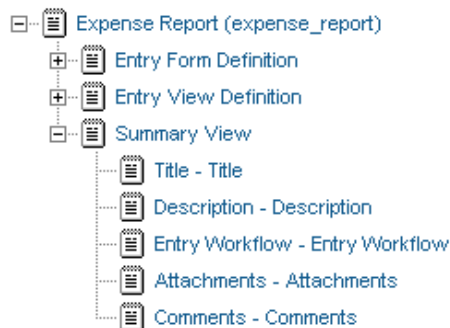 Expense Report (expense_report)
Entry Form Definition
Entry View Definition
Summary View
Title - Title
Description - Description
Entry Workflow - Entry Workflow
Attachments - Attachments
Comments - Comments